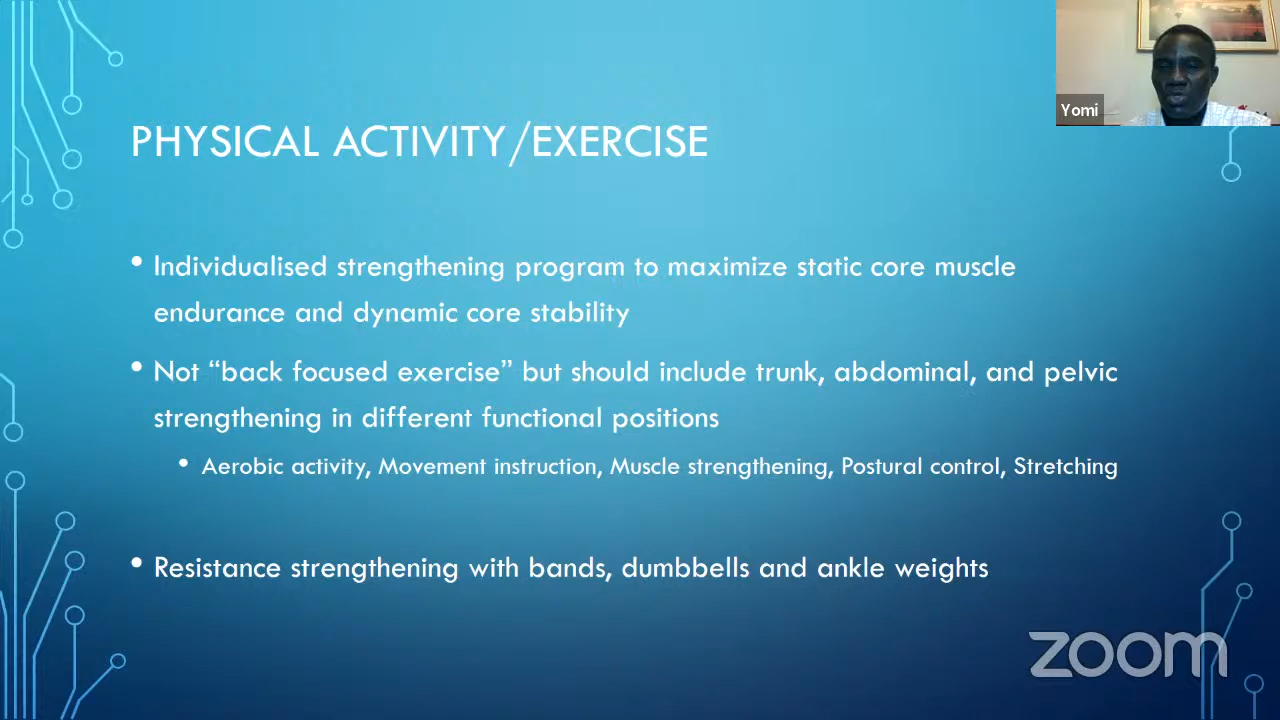 Yomi
PHYSICAL ACTIVITY/EXERCISE
• Individualised strengthening program to maximize static core muscle
endurance and dynamic core stability
• Not “back focused exercise” but should include trunk, abdominal, and pelvic
strengthening in different functional positions
• Aerobic activity, Movement instruction, Muscle strengthening, Postural control, Stretching
• Resistance strengthening with bands, dumbbells and ankle weights
zoom